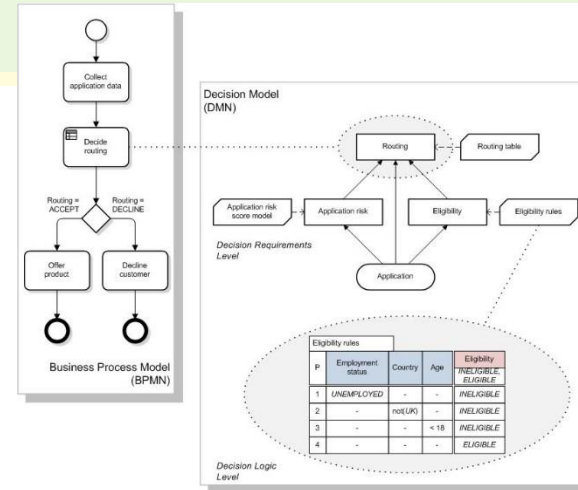 Collect
application data
Decide
routing
Routing =
ACCEPT
Routing =
DECLINE
Offer
product
Decline
customer
Business Process Model
(BPMN)
Decision Model
(DMN)
Routing
Routing table
Application risk
score model
Application risk
Eligibility
Eligibility rules
Decision Requirements
Level
Application
Eligibility rules
P Employment status Country Age Eligibility
INELIGIBLE,
ELIGIBLE
1 UNEMPLOYED - - INELIGIBLE
2 - not(UK) - INELIGIBLE
3 - - < 18 INELIGIBLE
4 - - - ELIGIBLE
Decision Logic
Level